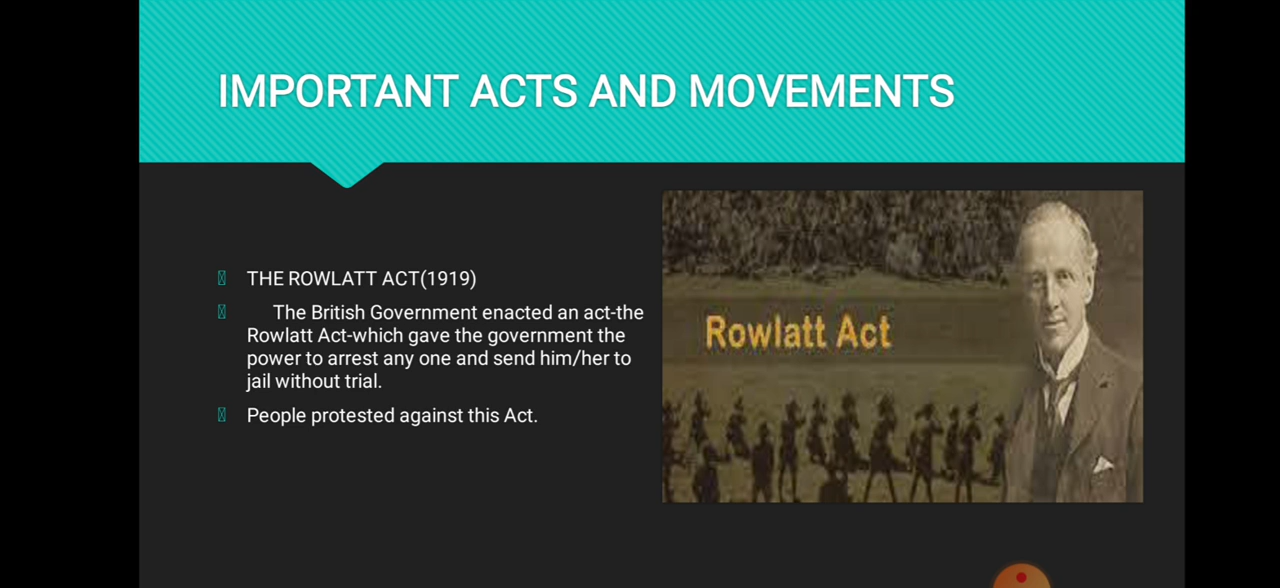 IMPORTANT ACTS AND MOVEMENTS
THE ROWLATT ACT(1919)
The British Government enacted an act-the
Rowlatt Act-which gave the government the
power to arrest any one and send him/her to
jail without trial.
People protested against this Act.
Rowlatt Act